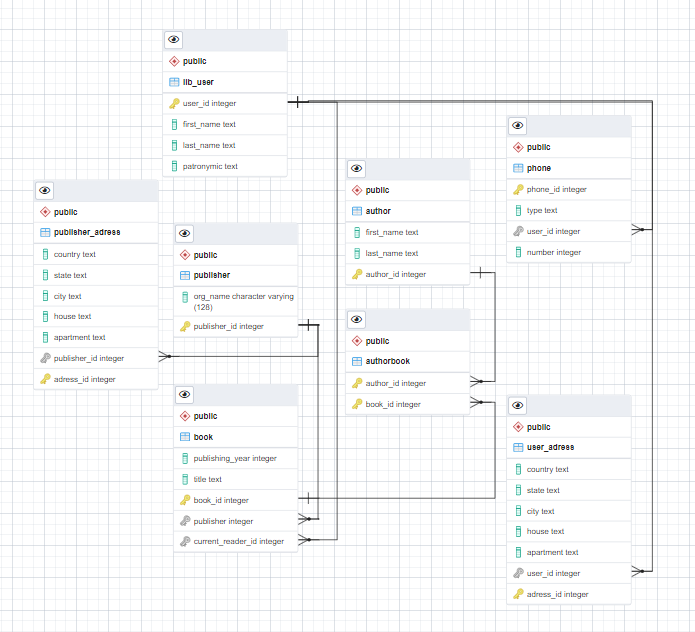 public
lib_user
user_id integer
first_name text
last_name text
patronymic text
public
phone
phone_id integer
type text
user_id integer
number integer
public
author
first_name text
last_name text
author_id integer
public
publisher_adress
country text
state text
city text
house text
apartment text
publisher_id integer
adress_id integer
public
publisher
org_name character varying
(128)
publisher_id integer
public
authorbook
author_id integer
book_id integer
public
book
publishing_year integer
title text
book_id integer
publisher integer
current_reader_id integer
public
user_adress
country text
state text
city text
house text
apartment text
user_id integer
adress_id integer